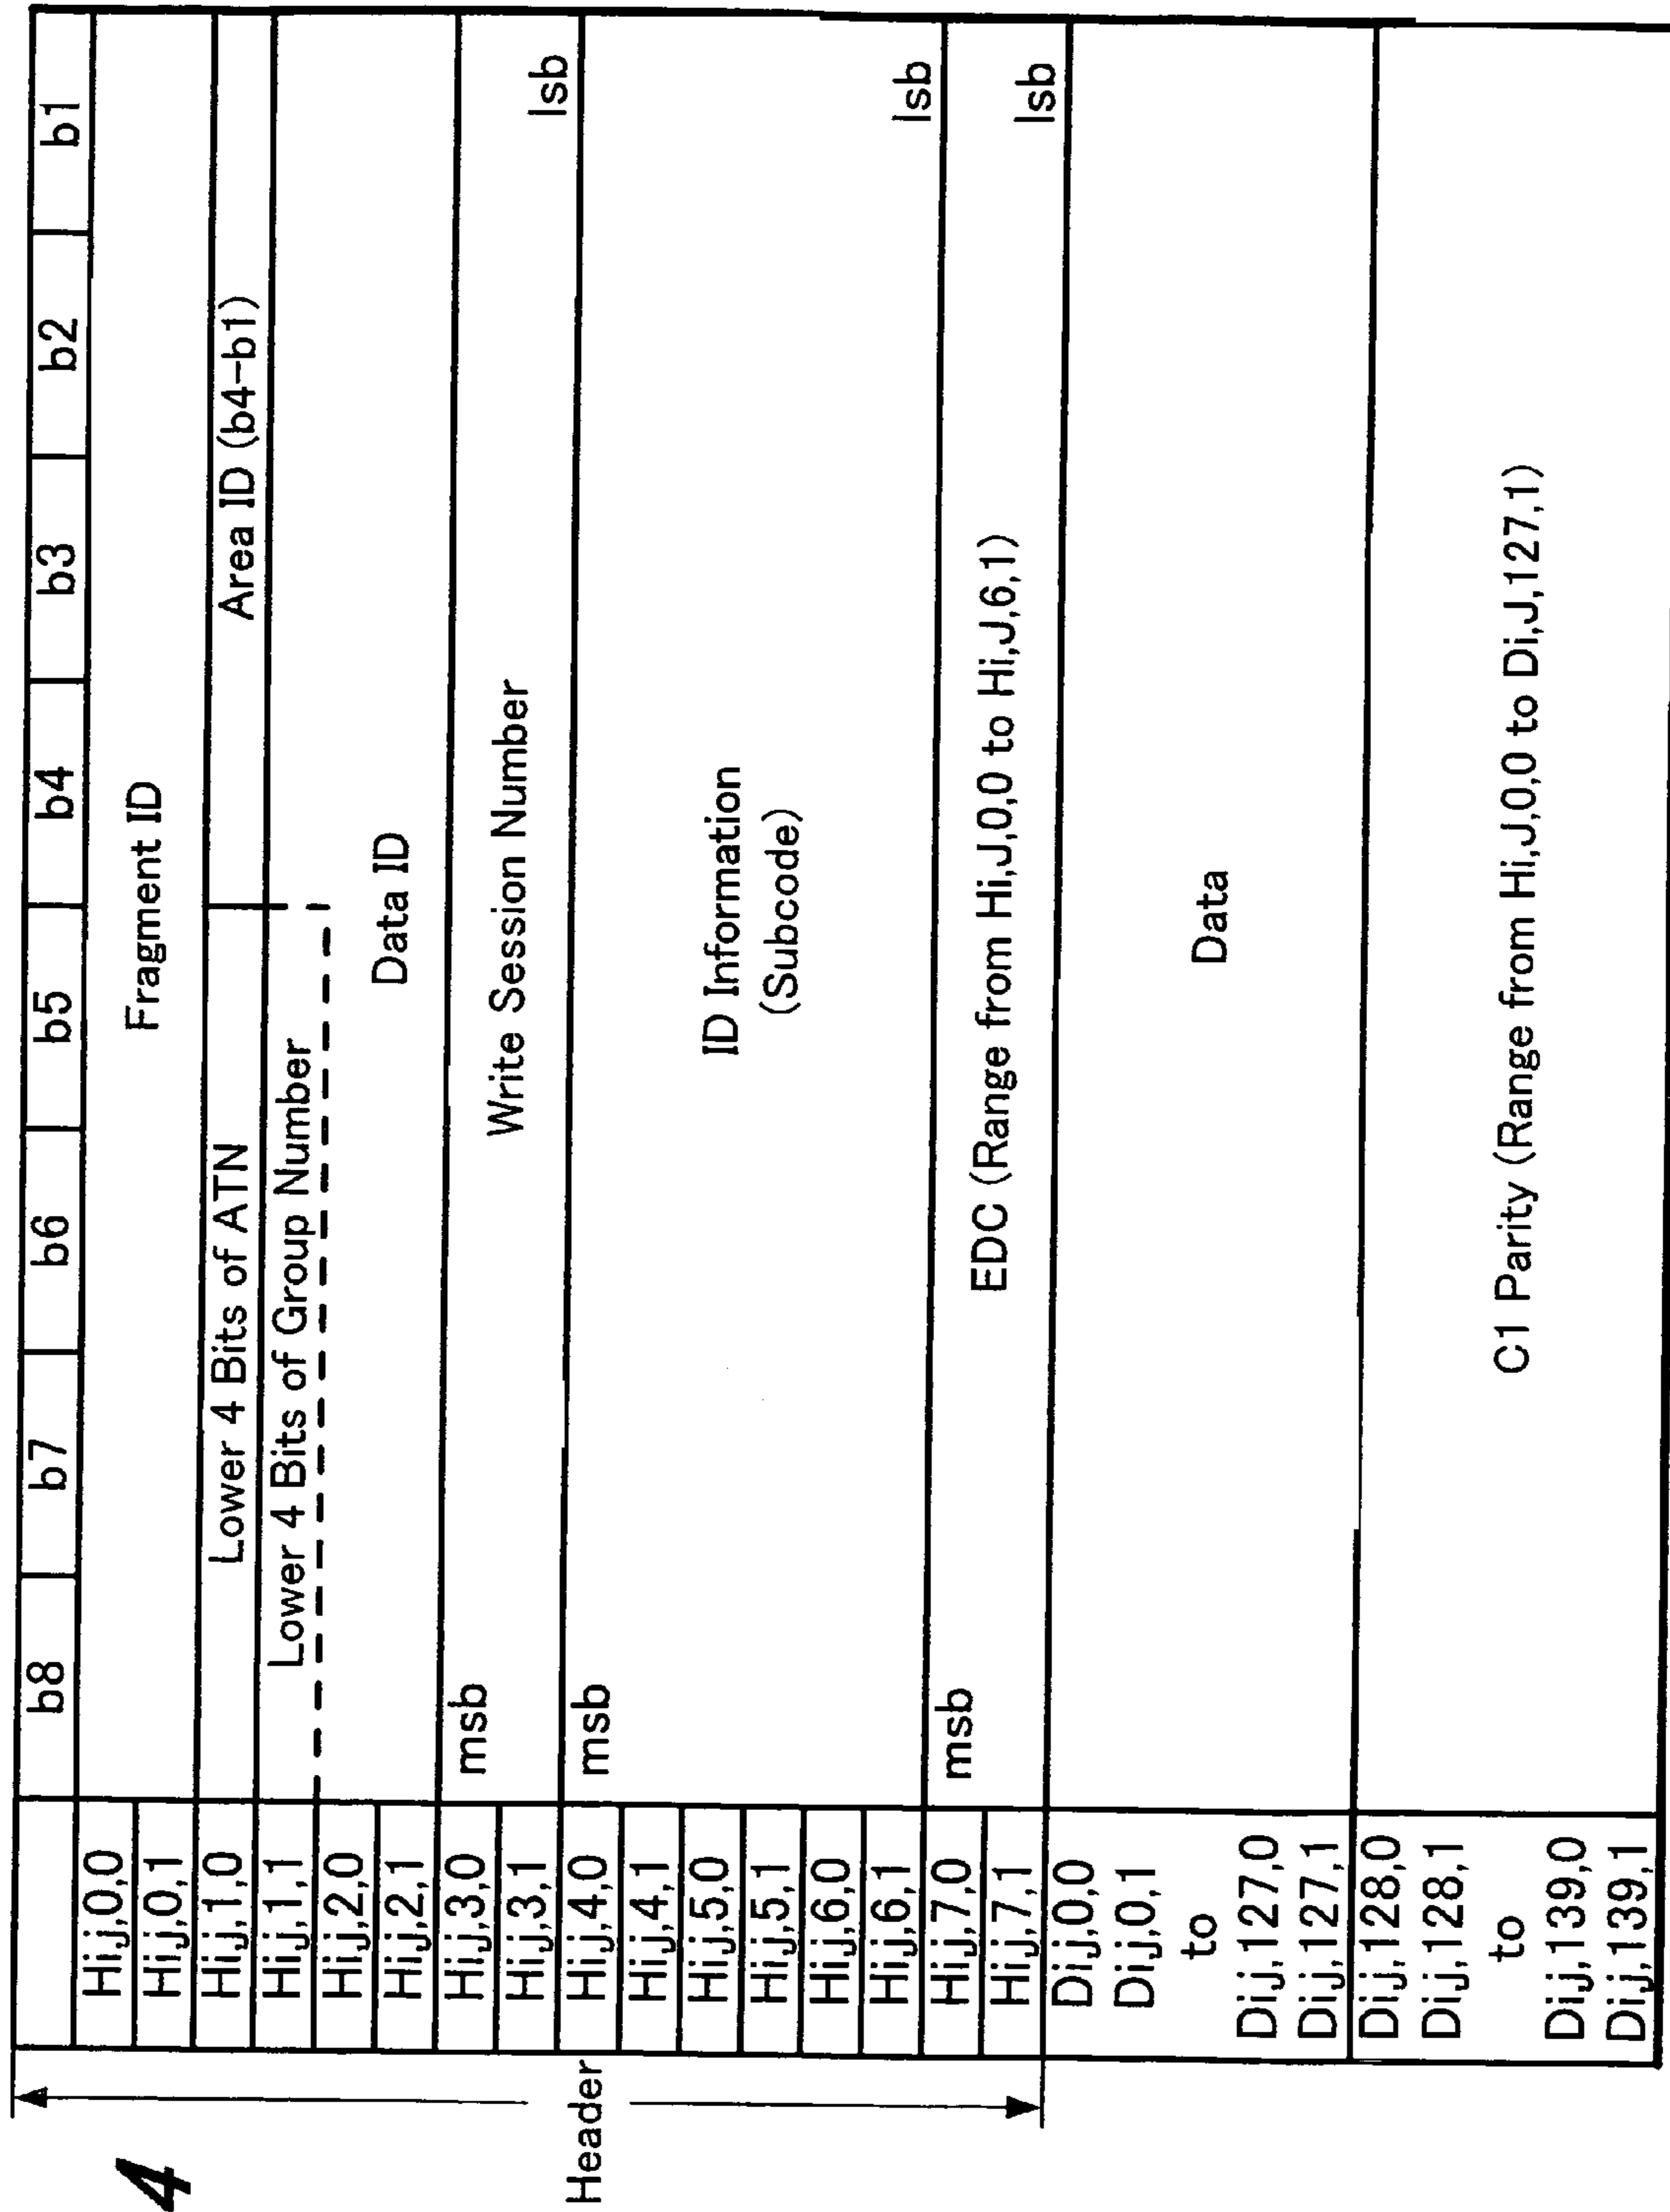 4
b8 b7 b6 b5 b4 b3 b2 b1
Header
Hi,j,0,0
Fragment ID
Hi,j,0,1
Hi,j,1,0 Lower 4 Bits of ATN Area ID (b4-b1)
Hi,j,1,1 Lower 4 Bits of Group Number
Hi,j,2,0
Data ID
Hi,j,2,1
Hi,j,3,0 msb
Write Session Number
Hi,j,3,1 lsb
Hi,j,4,0 msb
Hi,j,4,1
Hi,j,5,0
ID Information
Hi,j,5,1
(Subcode)
Hi,j,6,0
Hi,j,6,1 lsb
Hi,j,7,0 msb
EDC (Range from Hi,J,0,0 to Hi,J,6,1)
Hi,j,7,1 lsb
Di,j,0,0
Di,j,0,1
to
Data
Di,j,127,0
Di,j,127,1
Di,j,128,0
Di,j,128,1
to
C1 Parity (Range from Hi,J,0,0 to Di,J,127,1)
Di,j,139,0
Di,j,139,1